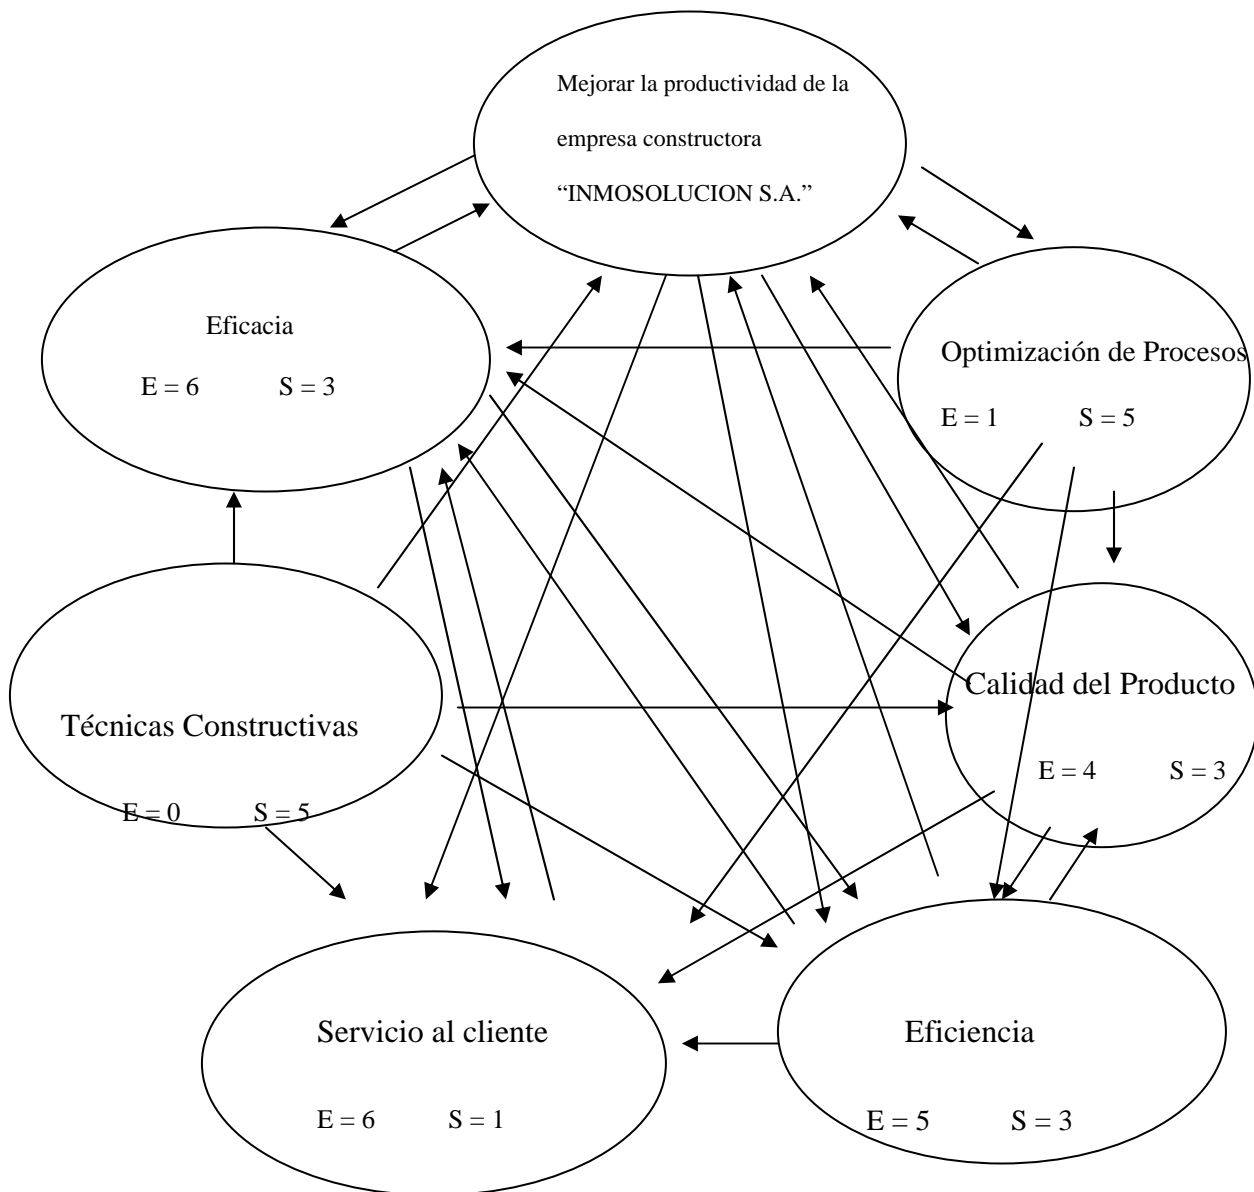 Mejorar la productividad de la
empresa constructora
“INMOSOLUCION S.A.”
Eficacia
E = 6 S = 3
Optimización de Procesos
E = 1 S = 5
Técnicas Constructivas
E = 0 S = 5
Calidad del Producto
E = 4 S = 3
Servicio al cliente
E = 6 S = 1
Eficiencia
E = 5 S = 3